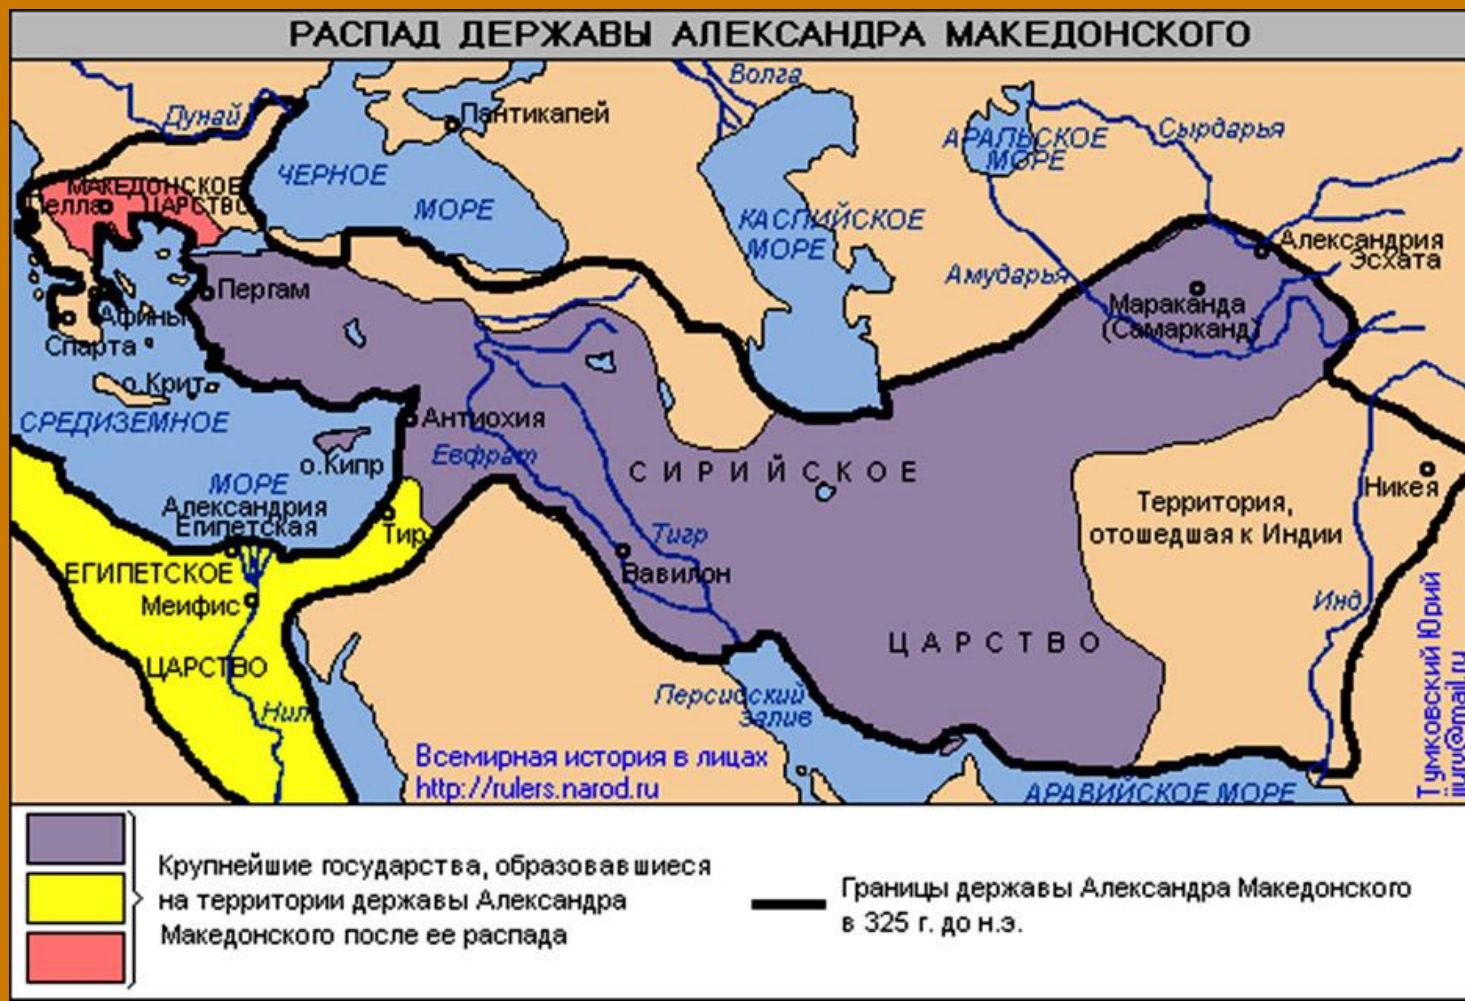 РАСПАД ДЕРЖАВЫ АЛЕКСАНДРА МАКЕДОНСКОГО
Волга
Дунай
Пантикапей
АРАЛЬСКОЕ
МОРЕ
Сырдарья
ЧЕРНОЕ
МОРЕ
МАКЕДОНСКОЕ
Пелла
ЦАРСТВО
КАСПИЙСКОЕ
МОРЕ
Александрия
Эсхата
Амударья
Мараканда
(Самарканд)
Пергам
Афины
Спарта
о.Крит
СРЕДИЗЕМНОЕ
МОРЕ
Антиохия
Евфрат
о.Кипр
СИРИЙСКОЕ
ЦАРСТВО
Никея
Территория,
отошедшая к Индии
Александрия
Египетская
Тир
Тигр
Вавилон
ЕГИПЕТСКОЕ
Меифис
ЦАРСТВО
Нил
Инд
Персидский
залив
АРАВИЙСКОЕ МОРЕ
Всемирная история в лицах
http://rulers.narod.ru
Тумковский Юрий
Крупнейшие государства, образовавшиеся
на территории державы Александра
Македонского после ее распада
Границы державы Александра Македонского
в 325 г. до н.э.